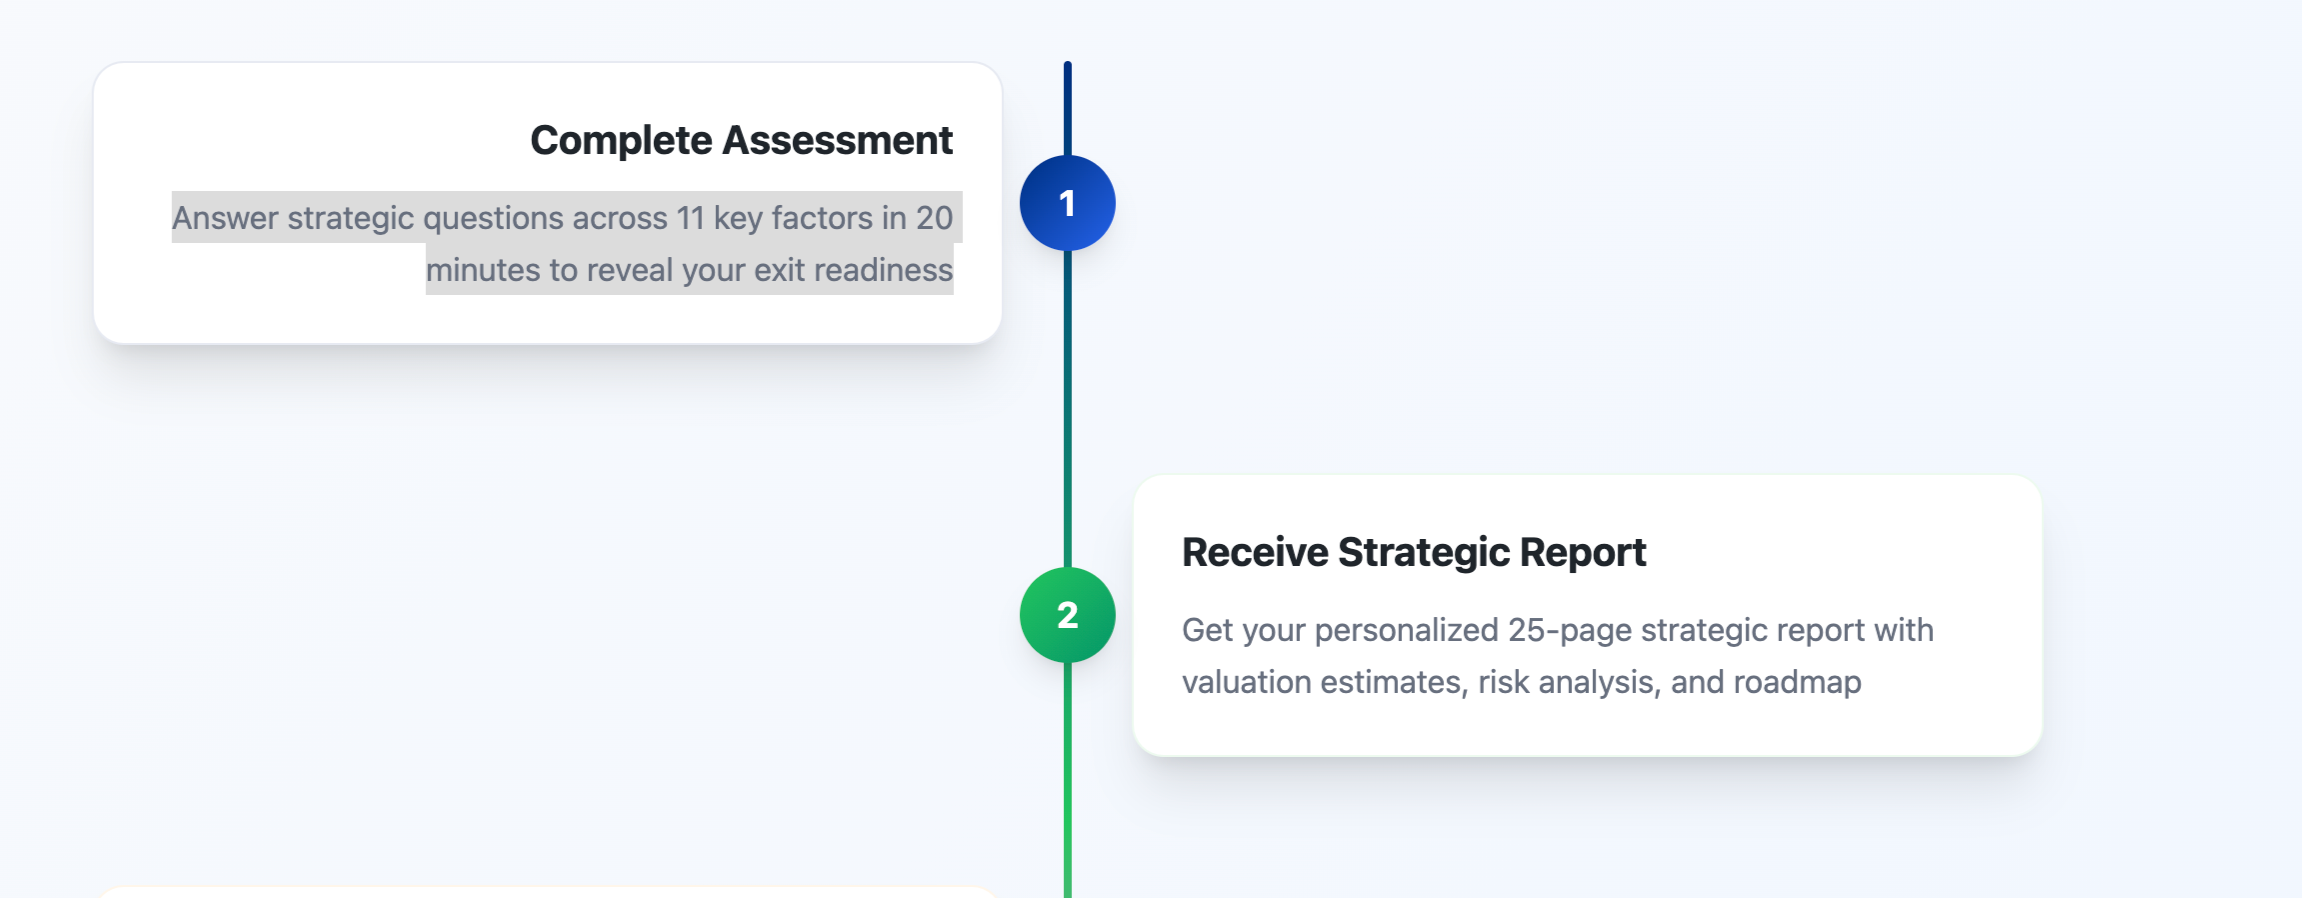 Complete Assessment
Answer strategic questions across 11 key factors in 20
minutes to reveal your exit readiness
1
2
Receive Strategic Report
Get your personalized 25-page strategic report with
valuation estimates, risk analysis, and roadmap